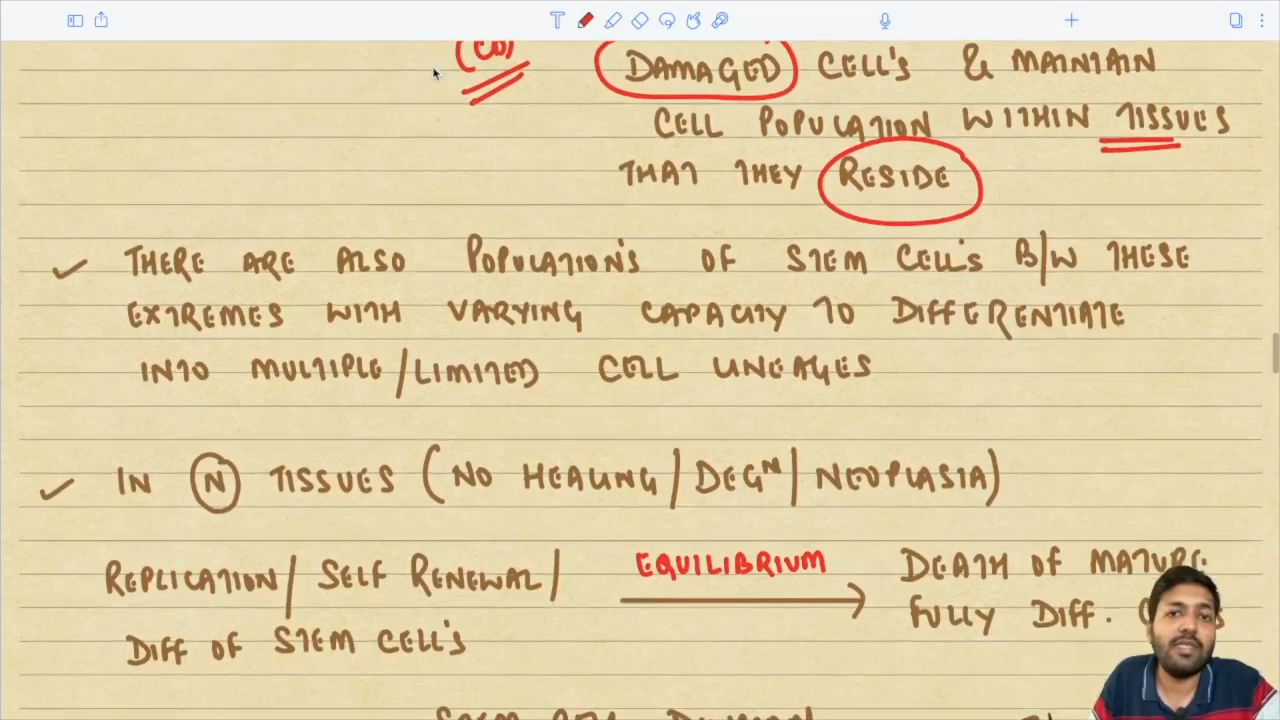 DAMAGED CELL'S & MAINTAIN
CELL POPULATION WITHIN TISSUES
THAT THEY RESIDE
✓ THERE ARE ALSO POPULATION'S OF STEM CELL'S B/W THESE
EXTREMES WITH VARYING CAPACITY TO DIFFERENTIATE
INTO MULTIPLE/LIMITED CELL LINEAGES
✓ IN N TISSUES (NO HEALING/DEGN/NEOPLASIA)
REPLICATION/ SELF RENEWAL/ EQUILIBRIUM DEATH OF MATURE
DIFF OF STEM CELL'S FULLY DIFF.